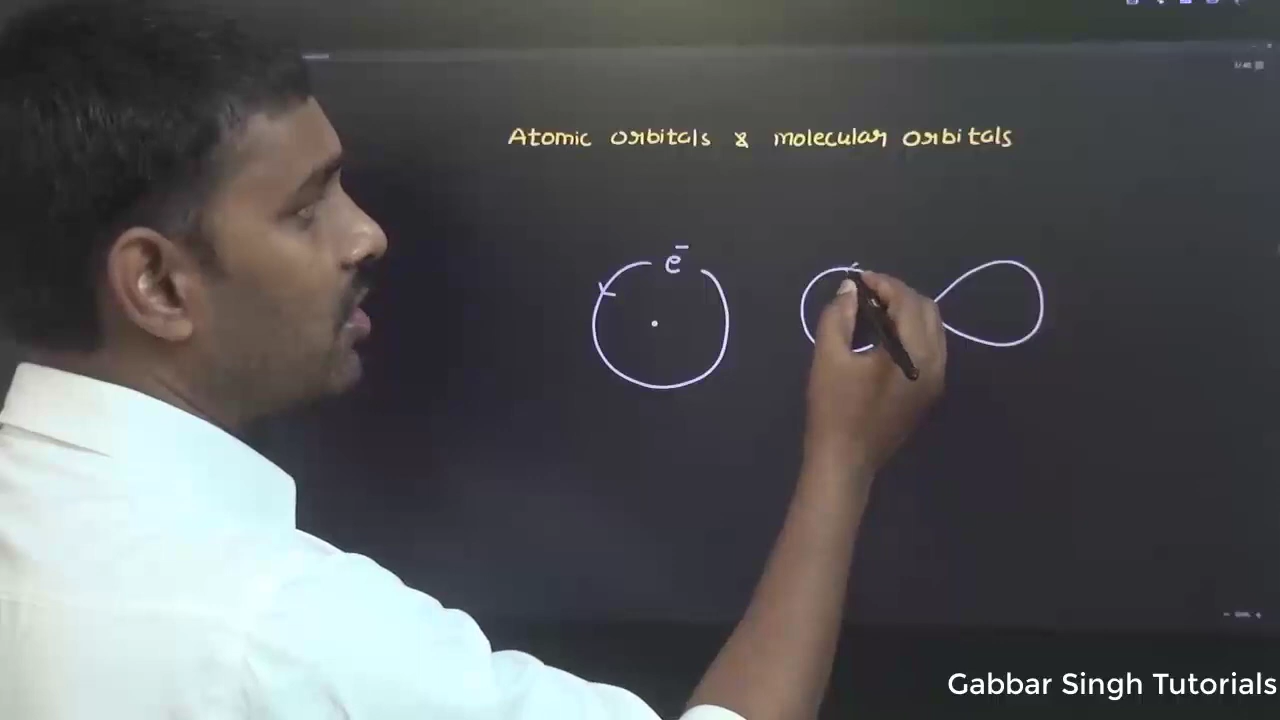 Atomic orbitals & molecular orbitals
e⁻
Gabbar Singh Tutorials